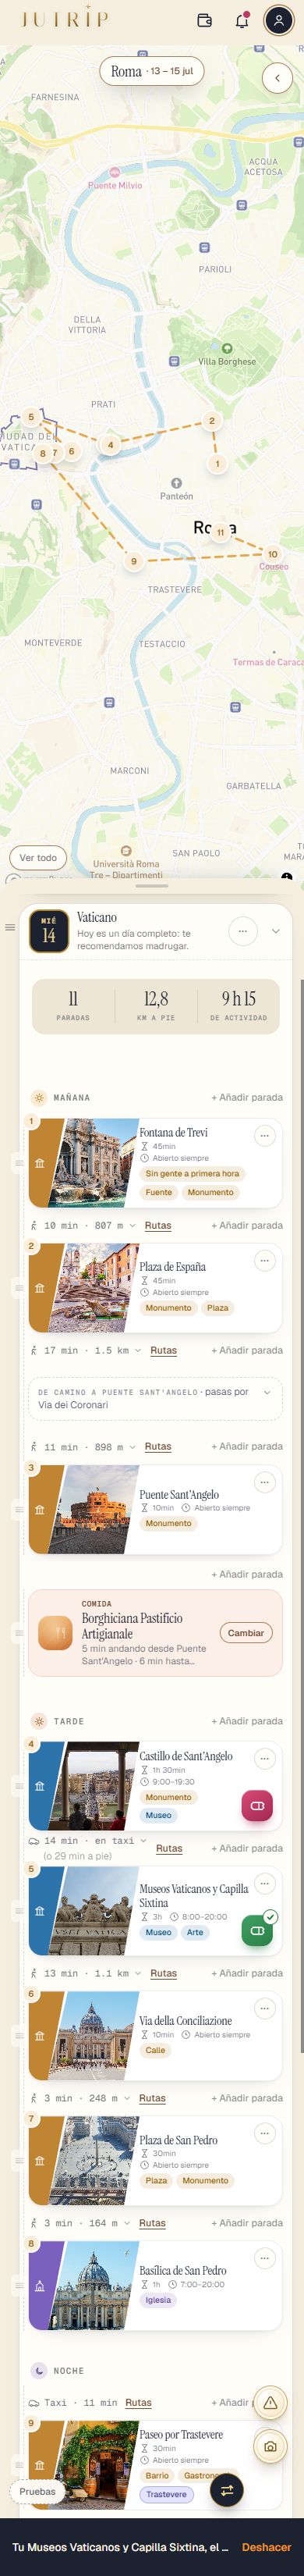 TUTRIP
Roma · 13 – 15 jul
FARNESINA
ACQUA
ACETOSA
Puente Milvio
PARIOLI
DELLA
VITTORIA
Villa Borghese
PRATI
5
2
4
8
7
6
1
Panteón
Roma
11
9
10
Coliseo
TRASTEVERE
MONTEVERDE
TESTACCIO
Termas de Caraca
MARCONI
GARBATELLA
SAN PAOLO
Ver todo
Università Roma
Tre – Dipartimenti
MIÉ
14
Vaticano
Hoy es un día completo: te
recomendamos madrugar.
11
12,8
9 h 15
PARADAS
KM A PIE
DE ACTIVIDAD
MAÑANA
+ Añadir parada
1
Fontana de Trevi
45min
Abierto siempre
Sin gente a primera hora
Fuente
Monumento
10 min · 807 m
Rutas
+ Añadir parada
2
Plaza de España
45min
Abierto siempre
Monumento
Plaza
17 min · 1.5 km
Rutas
+ Añadir parada
DE CAMINO A PUENTE SANT'ANGELO · pasas por
Via dei Coronari
11 min · 898 m
Rutas
+ Añadir parada
3
Puente Sant'Angelo
10min
Abierto siempre
Monumento
+ Añadir parada
COMIDA
Borghiciana Pastificio
Artigianale
5 min andando desde Puente
Sant'Angelo · 6 min hasta…
Cambiar
TARDE
+ Añadir parada
4
Castillo de Sant'Angelo
1h 30min
9:00–19:30
Monumento
Museo
14 min · en taxi
(o 29 min a pie)
Rutas
+ Añadir parada
5
Museos Vaticanos y Capilla
Sixtina
3h
8:00–20:00
Museo
Arte
13 min · 1.1 km
Rutas
+ Añadir parada
6
Via della Conciliazione
10min
Abierto siempre
Calle
3 min · 248 m
Rutas
+ Añadir parada
7
Plaza de San Pedro
30min
Abierto siempre
Plaza
Monumento
3 min · 164 m
Rutas
+ Añadir parada
8
Basílica de San Pedro
1h
7:00–20:00
Iglesia
NOCHE
Taxi · 11 min
Rutas
+ Añadir
9
Paseo por Trastevere
30min
Abierto siempre
Barrio
Trastevere
Pruebas
Tu Museos Vaticanos y Capilla Sixtina, el …
Deshacer